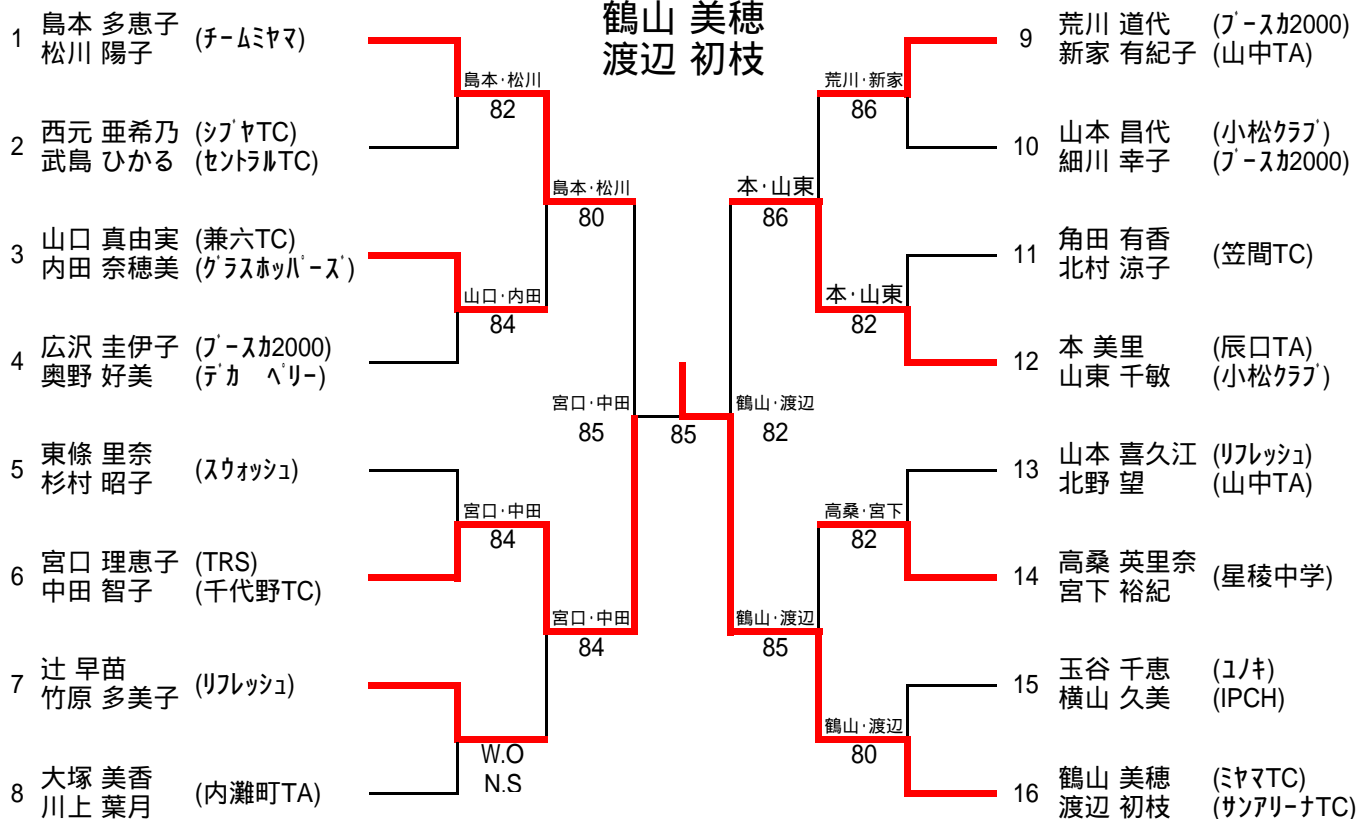 鶴山 美穂
渡辺 初枝
1 島本 多恵子 (チームミヤマ)
松川 陽子
2 西元 亜希乃 (シブヤTC)
武島 ひかる (セントラルTC)
3 山口 真由実 (兼六TC)
内田 奈穂美 (グラスホッパーズ)
4 広沢 圭伊子 (ブースカ2000)
奥野 好美 (デカ ベリー)
5 東條 里奈 (スウォッシュ)
杉村 昭子
6 宮口 理恵子 (TRS)
中田 智子 (千代野TC)
7 辻 早苗 (リフレッシュ)
竹原 多美子
8 大塚 美香 (内灘町TA)
川上 葉月
島本・松川
82
山口・内田
84
宮口・中田
84
W.O
N.S
島本・松川
80
宮口・中田
84
宮口・中田
85
85
鶴山・渡辺
82
本・山東
86
鶴山・渡辺
85
荒川・新家
86
本・山東
82
高桑・宮下
82
鶴山・渡辺
80
9 荒川 道代 (ブースカ2000)
新家 有紀子 (山中TA)
10 山本 昌代 (小松クラブ)
細川 幸子 (ブースカ2000)
11 角田 有香 (笠間TC)
北村 涼子
12 本 美里 (辰口TA)
山東 千敏 (小松クラブ)
13 山本 喜久江 (リフレッシュ)
北野 望 (山中TA)
14 高桑 英里奈 (星稜中学)
宮下 裕紀
15 玉谷 千恵 (ユノキ)
横山 久美 (IPCH)
16 鶴山 美穂 (ミヤマTC)
渡辺 初枝 (サンアリーナTC)